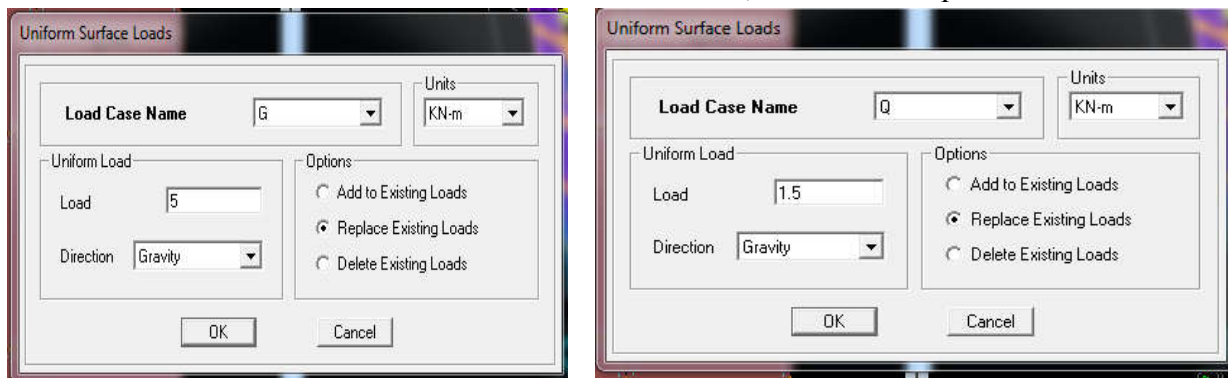 Uniform Surface Loads
Units
Load Case Name G KN-m
Uniform Load Options
Load 5 Add to Existing Loads
Replace Existing Loads
Direction Gravity Delete Existing Loads
OK Cancel
Uniform Surface Loads
Units
Load Case Name Q KN-m
Uniform Load Options
Load 1.5 Add to Existing Loads
Replace Existing Loads
Direction Gravity Delete Existing Loads
OK Cancel